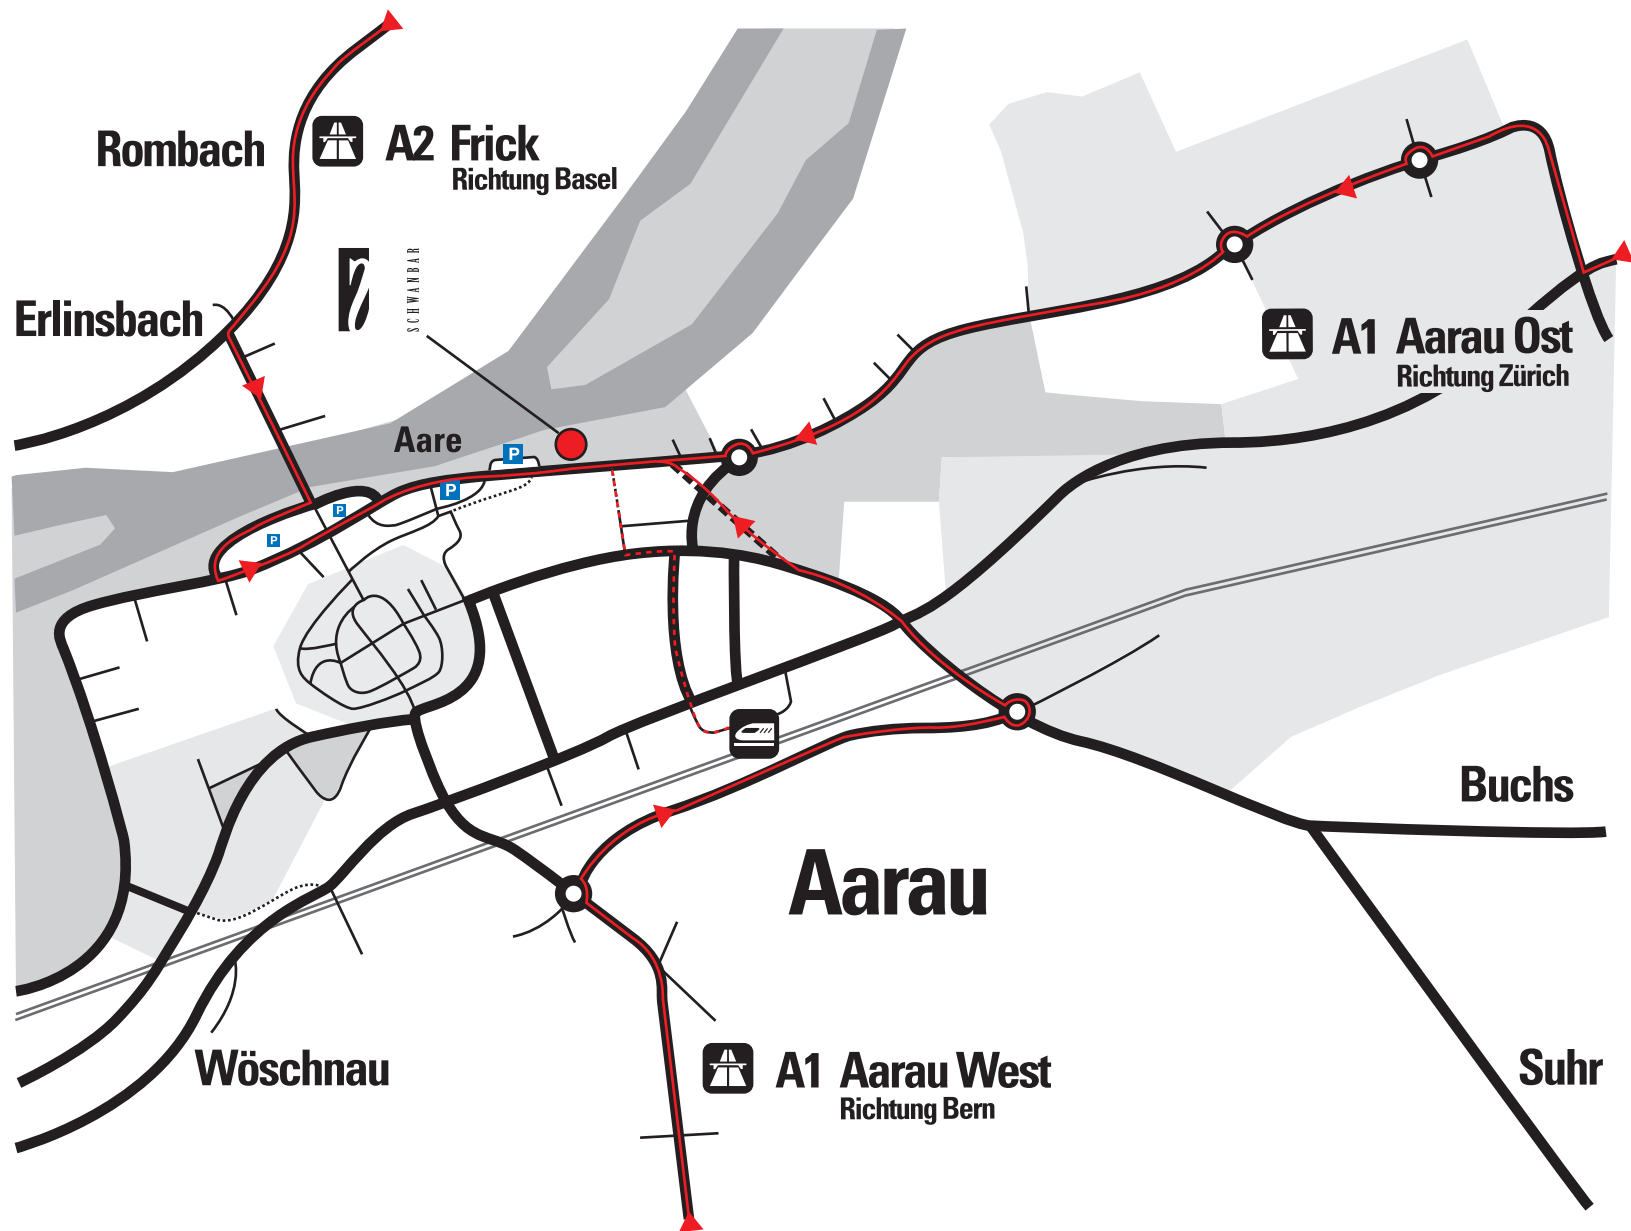 Rombach
A2 Frick
Richtung Basel
SCHWANBAR
Erlinsbach
A1 Aarau Ost
Richtung Zürich
Aare
P
P
P
P
Buchs
Aarau
Wöschnau
A1 Aarau West
Richtung Bern
Suhr